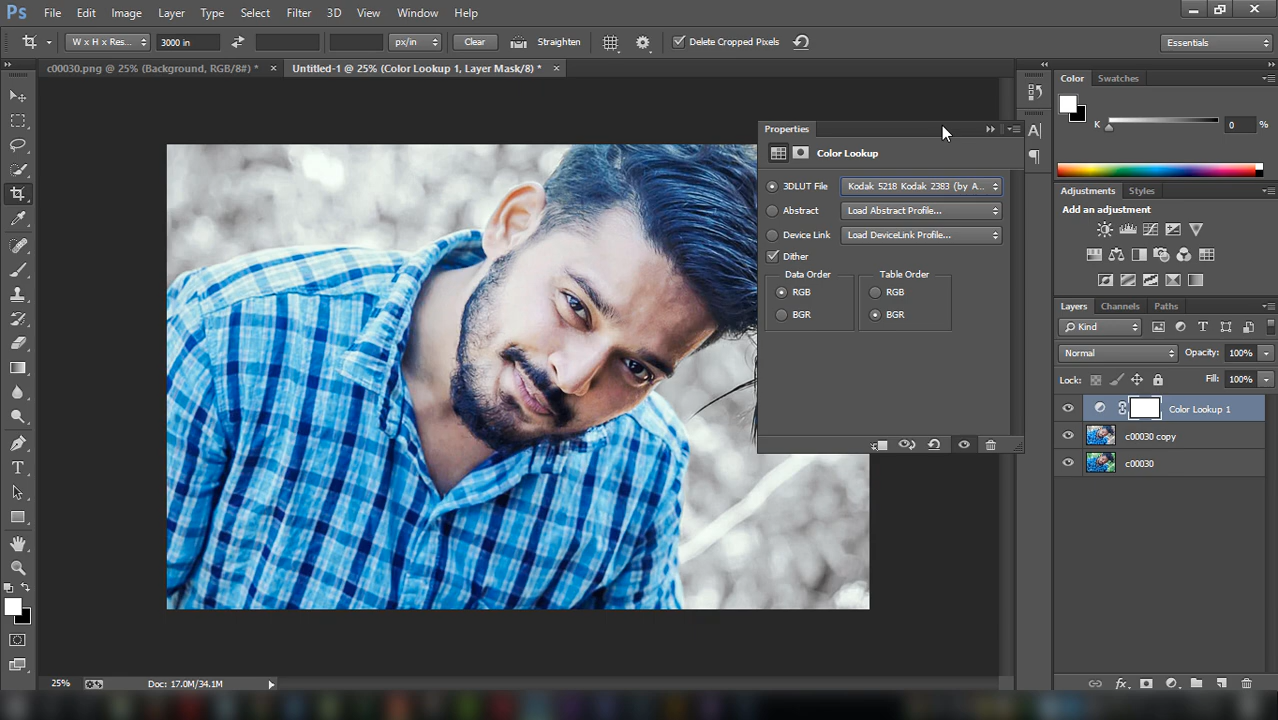 Ps File Edit Image Layer Type Select Filter 3D View Window Help
W x H x Res... 3000 in px/in Clear Straighten Delete Cropped Pixels Essentials
c00030.png @ 25% (Background, RGB/8#) * × Untitled-1 @ 25% (Color Lookup 1, Layer Mask/8) * ×
Color Swatches
K 0 %
Properties
Color Lookup
3DLUT File Kodak 5218 Kodak 2383 (by A...
Abstract Load Abstract Profile...
Device Link Load DeviceLink Profile...
Dither
Data Order Table Order
RGB RGB
BGR BGR
Adjustments Styles
Add an adjustment
Layers Channels Paths
Kind
Normal Opacity: 100%
Lock: Fill: 100%
Color Lookup 1
c00030 copy
c00030
25% Doc: 17.0M/34.1M
fx